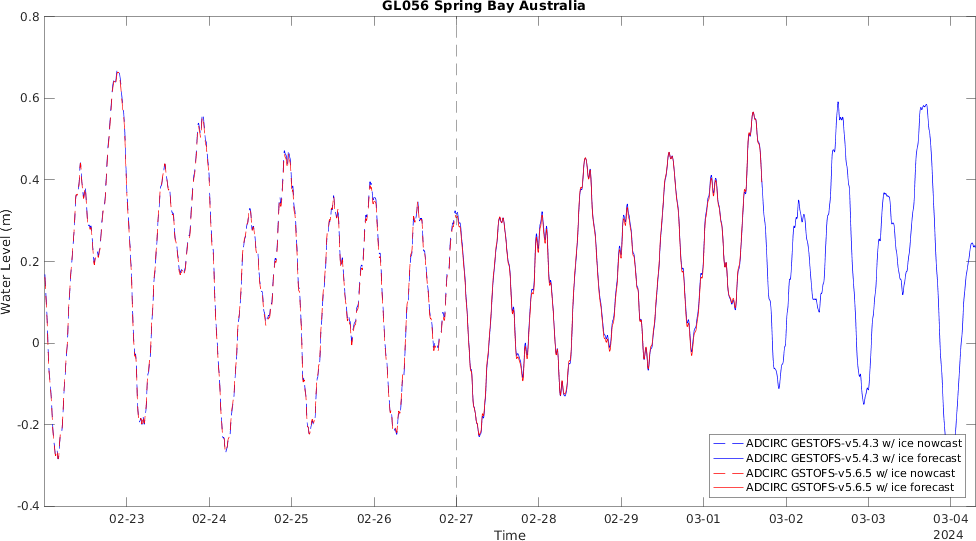 GL056 Spring Bay Australia
0.8
0.6
0.4
0.2
0
-0.2
-0.4
Water Level (m)
ADCIRC GESTOFS-v5.4.3 w/ ice nowcast
ADCIRC GESTOFS-v5.4.3 w/ ice forecast
ADCIRC GSTOFS-v5.6.5 w/ ice nowcast
ADCIRC GSTOFS-v5.6.5 w/ ice forecast
02-23 02-24 02-25 02-26 02-27 02-28 02-29 03-01 03-02 03-03 03-04
Time 2024